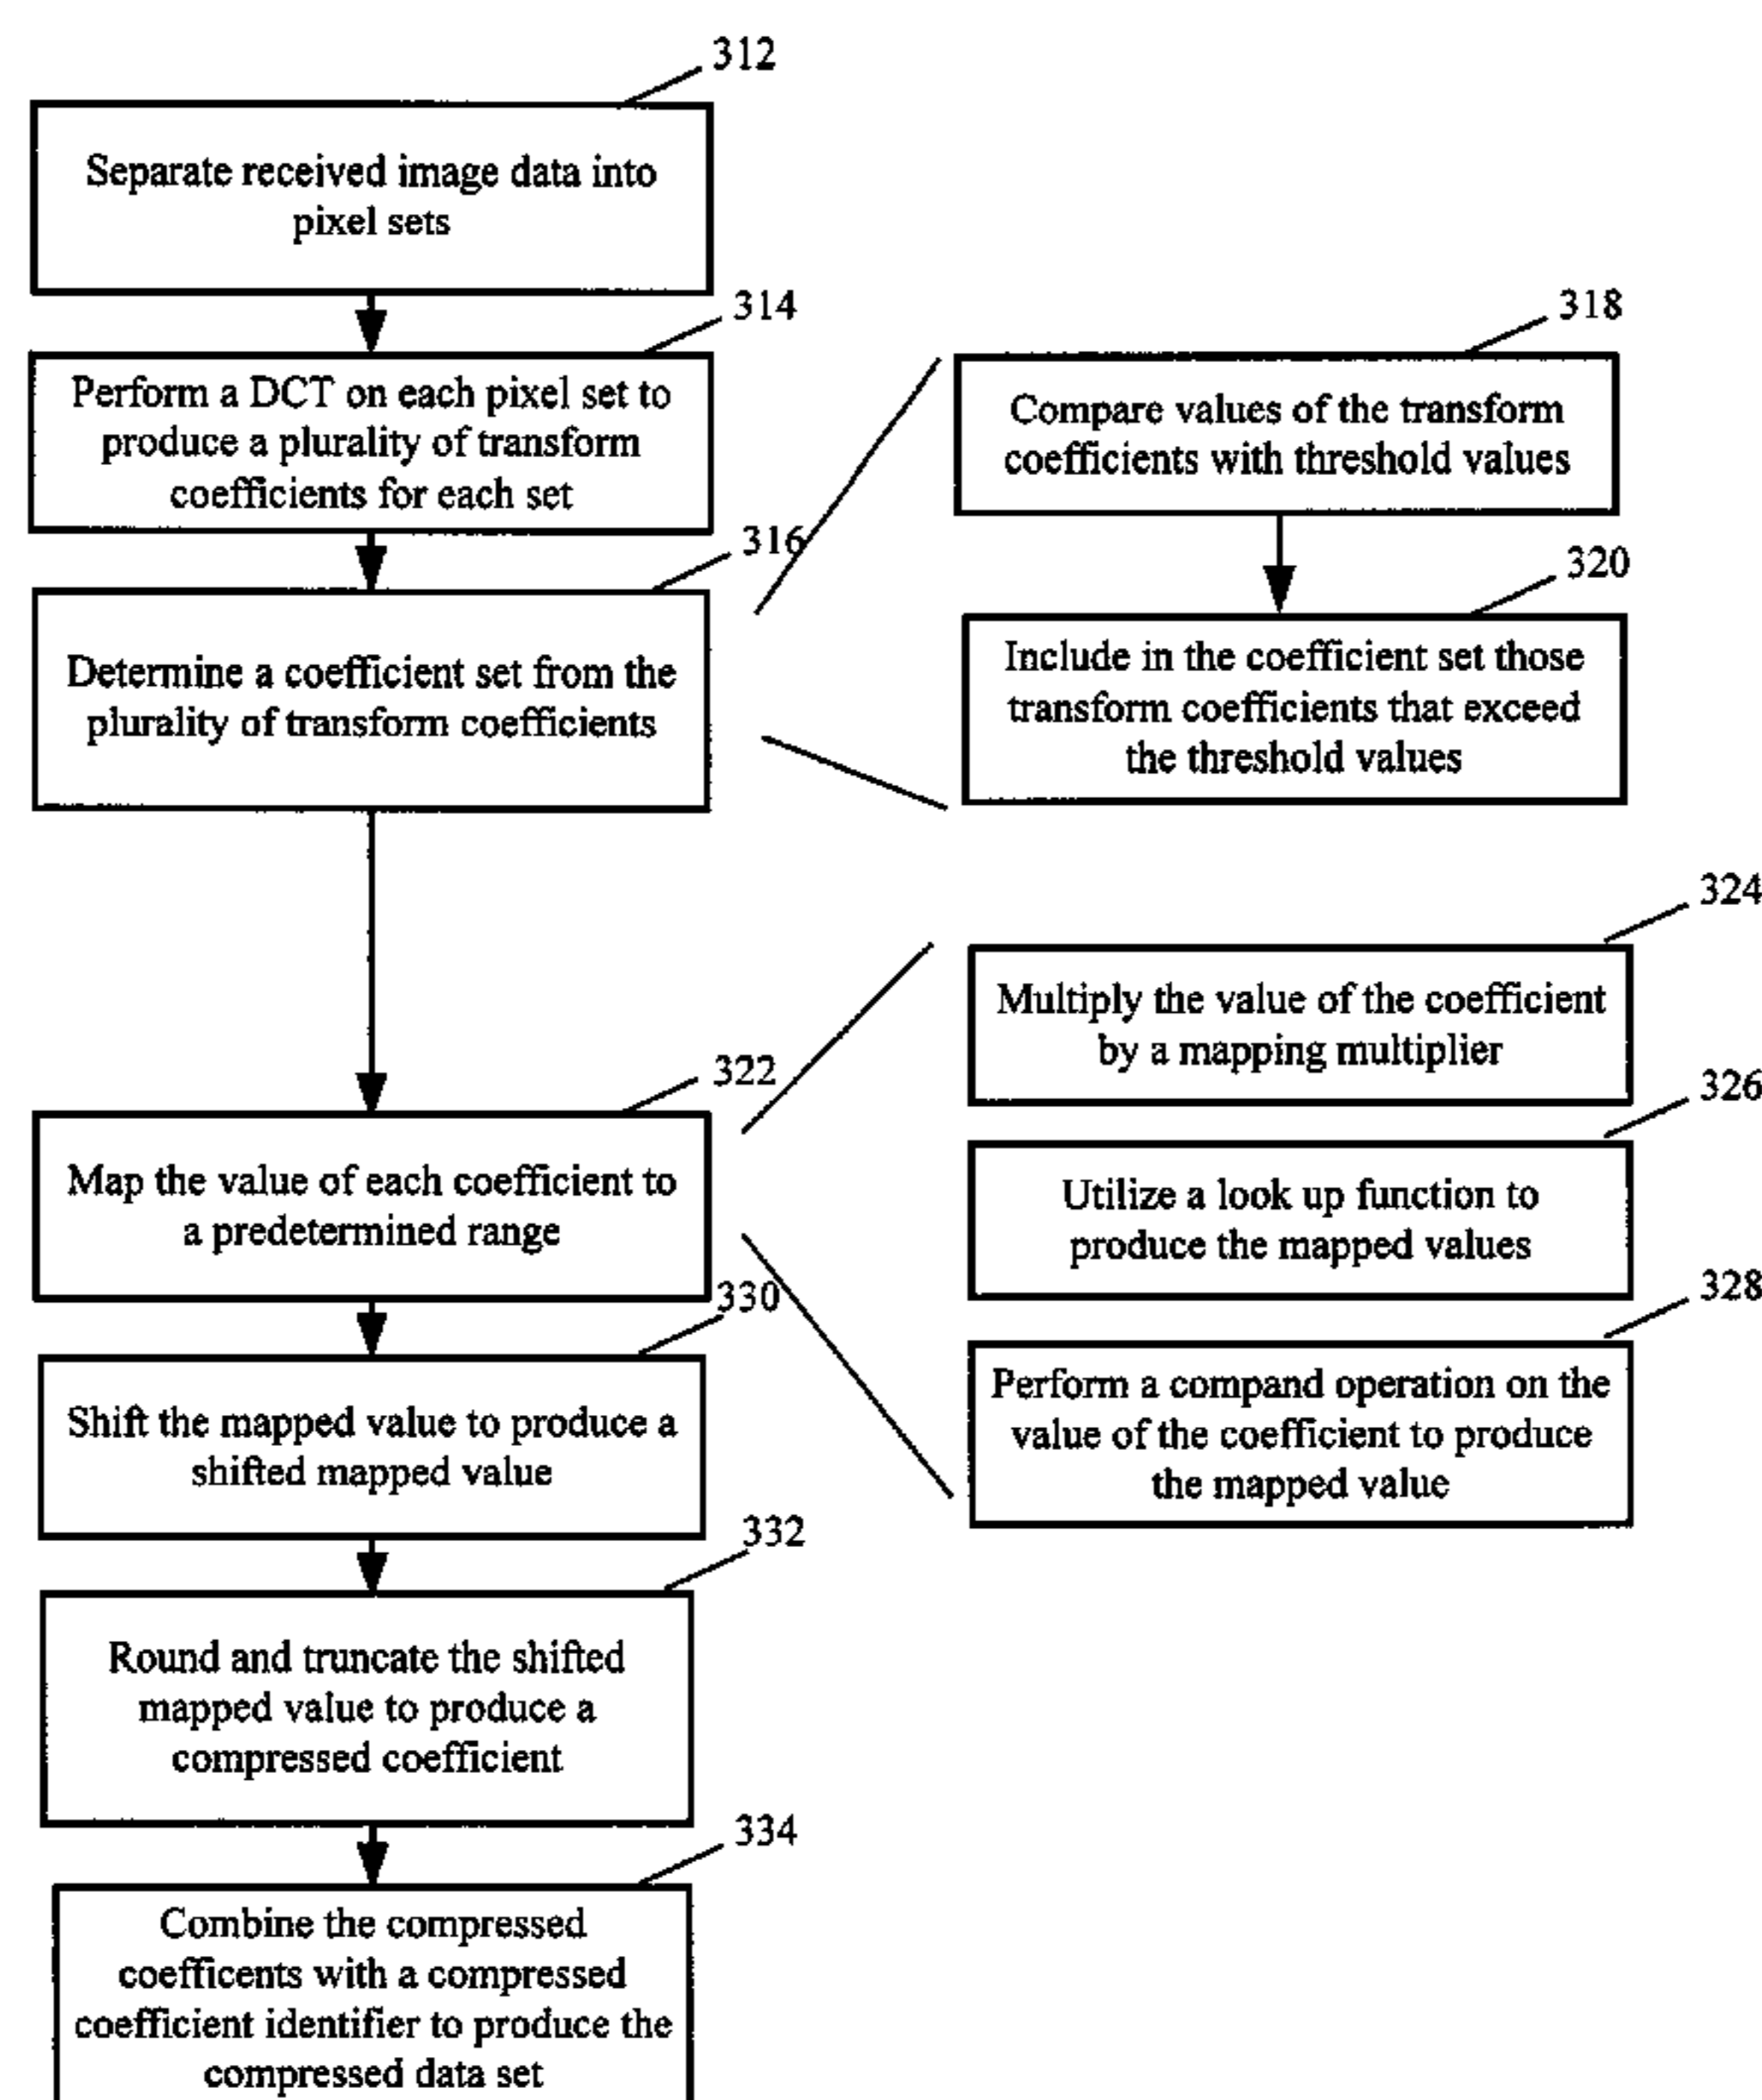 312
Separate received image data into
pixel sets
314
Perform a DCT on each pixel set to
produce a plurality of transform
coefficients for each set
316
Determine a coefficient set from the
plurality of transform coefficients
318
Compare values of the transform
coefficients with threshold values
320
Include in the coefficient set those
transform coefficients that exceed
the threshold values
322
Map the value of each coefficient to
a predetermined range
324
Multiply the value of the coefficient
by a mapping multiplier
326
Utilize a look up function to
produce the mapped values
328
Perform a compand operation on the
value of the coefficient to produce
the mapped value
330
Shift the mapped value to produce a
shifted mapped value
332
Round and truncate the shifted
mapped value to produce a
compressed coefficient
334
Combine the compressed
coefficents with a compressed
coefficient identifier to produce the
compressed data set